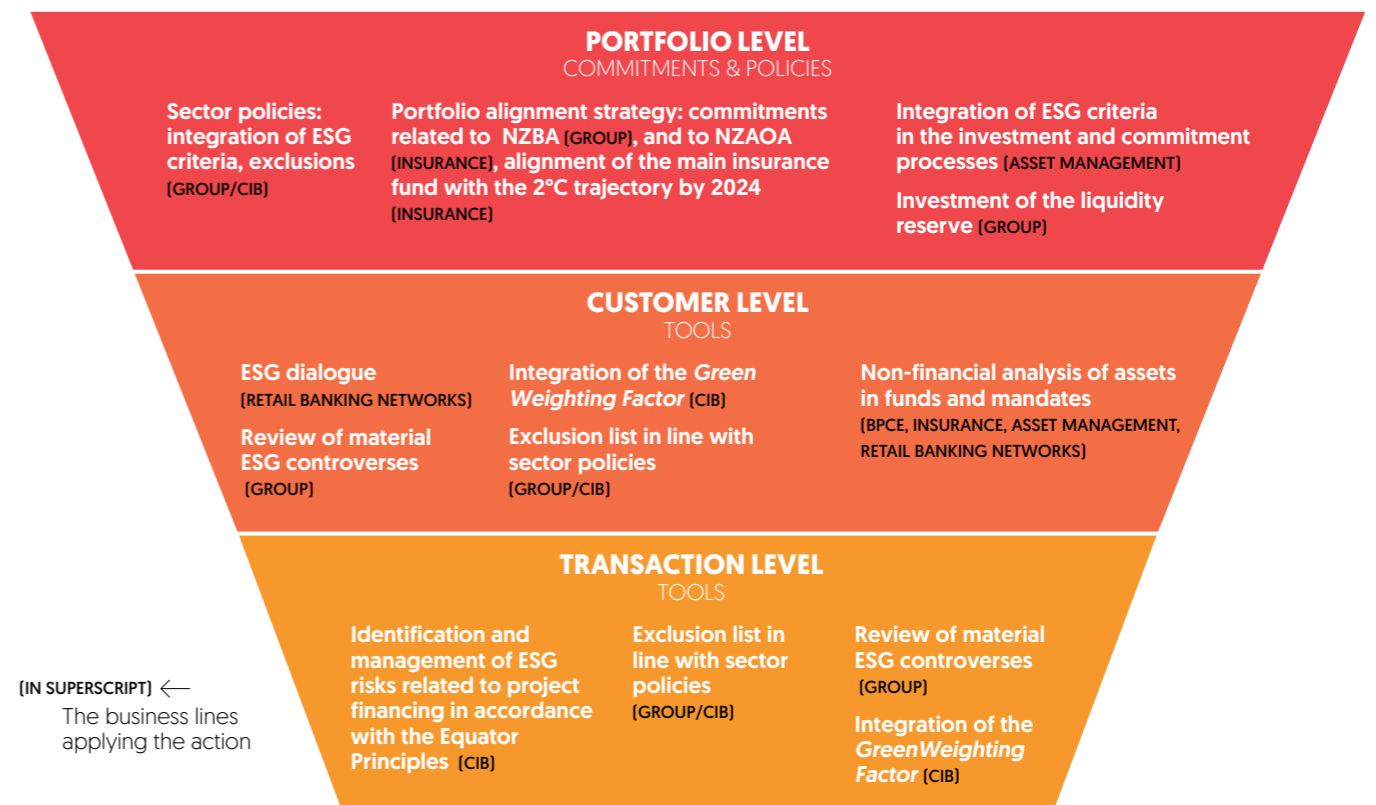 PORTFOLIO LEVEL
COMMITMENTS & POLICIES
Sector policies:
integration of ESG
criteria, exclusions
(GROUP/CIB)
Portfolio alignment strategy: commitments
related to NZBA (GROUP), and to NZAOA
(INSURANCE), alignment of the main insurance
fund with the 2°C trajectory by 2024
(INSURANCE)
Integration of ESG criteria
in the investment and commitment
processes (ASSET MANAGEMENT)
Investment of the liquidity
reserve (GROUP)
CUSTOMER LEVEL
TOOLS
ESG dialogue
(RETAIL BANKING NETWORKS)
Review of material
ESG controverses
(GROUP)
Integration of the Green
Weighting Factor (CIB)
Exclusion list in line with
sector policies
(GROUP/CIB)
Non-financial analysis of assets
in funds and mandates
(BPCE, INSURANCE, ASSET MANAGEMENT,
RETAIL BANKING NETWORKS)
TRANSACTION LEVEL
TOOLS
Identification and
management of ESG
risks related to project
financing in accordance
with the Equator
Principles (CIB)
Exclusion list in
line with sector
policies
(GROUP/CIB)
Review of material
ESG controverses
(GROUP)
Integration of the
GreenWeighting
Factor (CIB)
(IN SUPERSCRIPT) ←
The business lines
applying the action